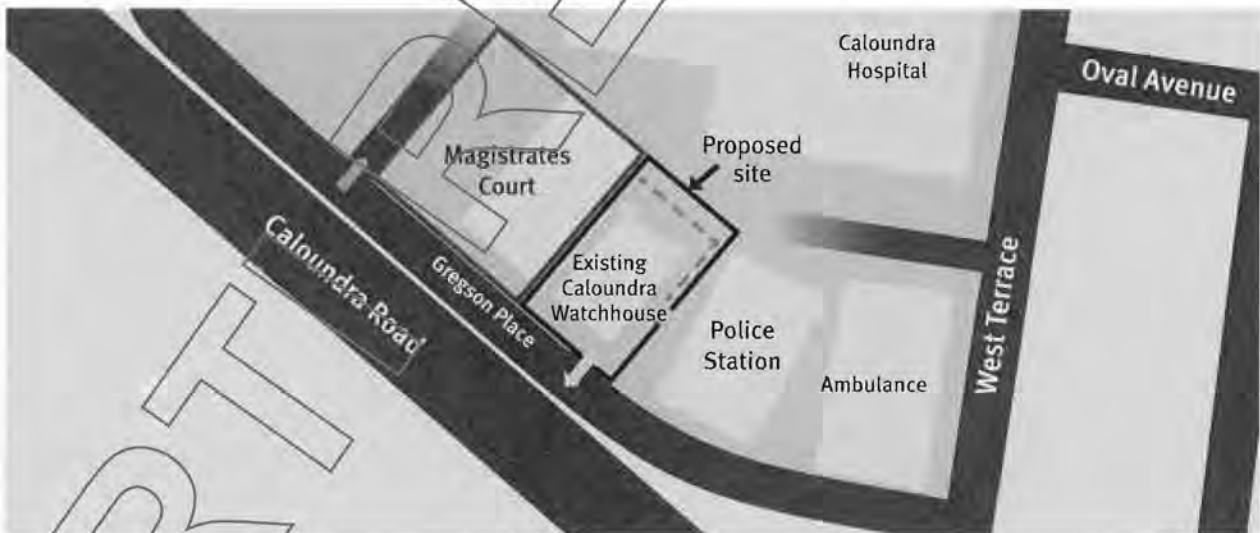 Caloundra
Hospital
Oval Avenue
Proposed
site
Magistrates
Court
Caloundra Road
Gregson Place
Existing
Caloundra
Watchhouse
Police
Station
Ambulance
West Terrace